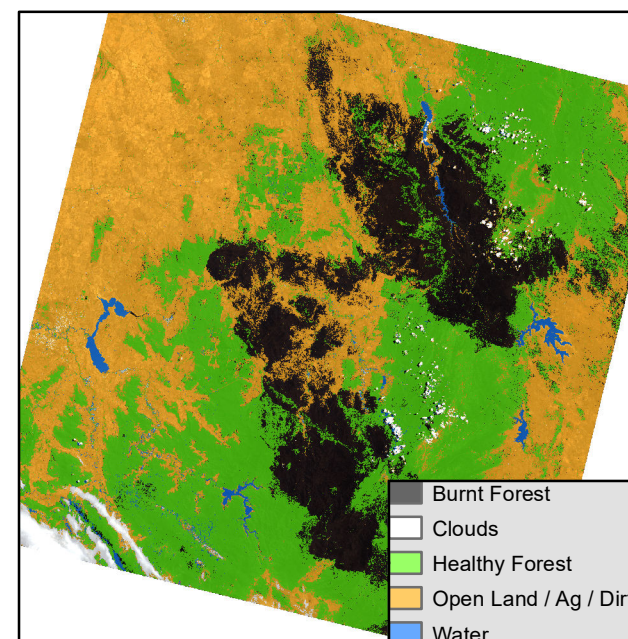 Burnt Forest
Clouds
Healthy Forest
Open Land / Ag / Dir
Water